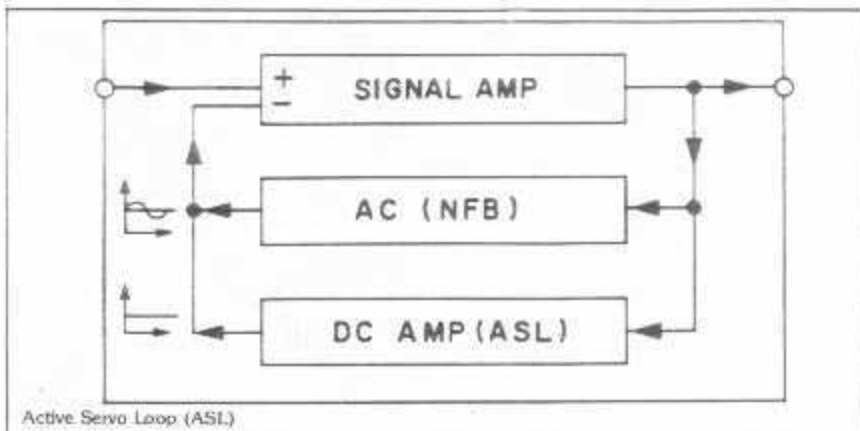 +
SIGNAL AMP
−
AC (NFB)
DC AMP (ASL)
Active Servo Loop (ASL)